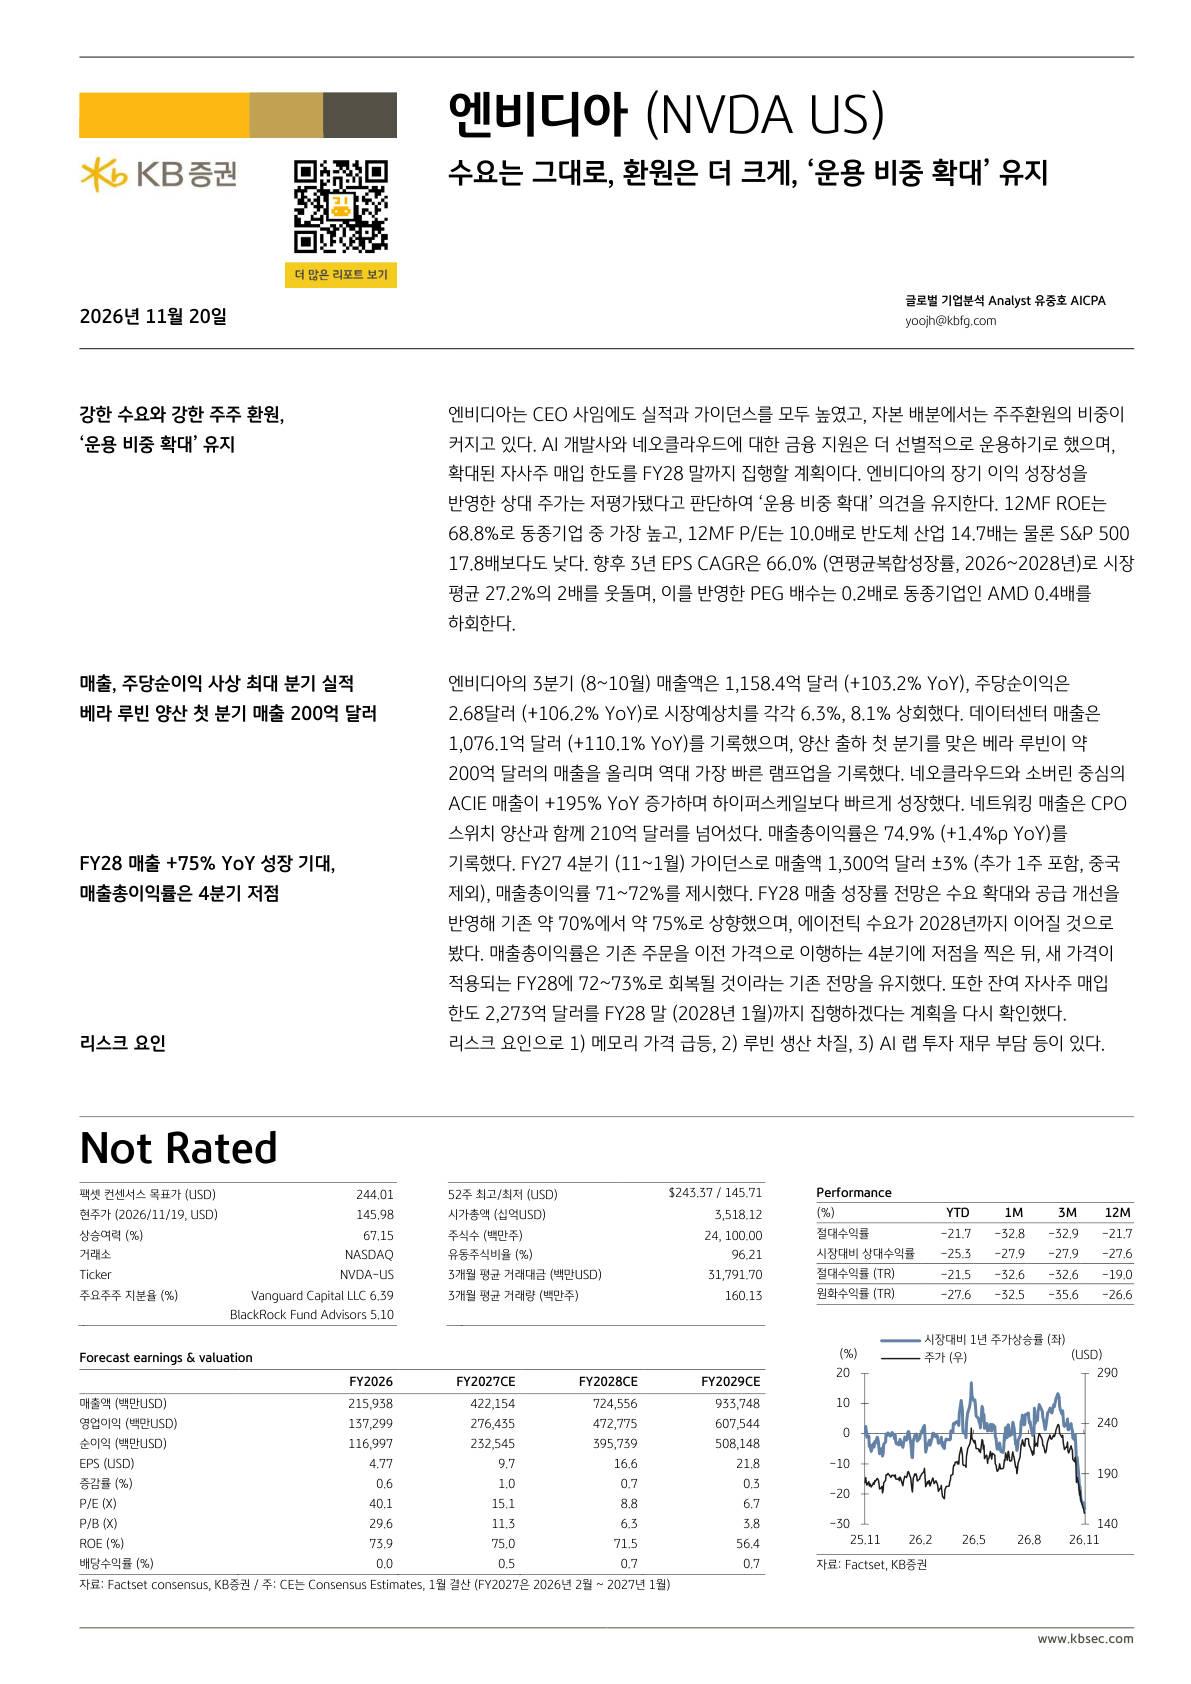 엔비디아 (NVDA US)
수요는 그대로, 환원은 더 크게, ‘운용 비중 확대’ 유지
KB증권
더 많은 리포트 보기
2026년 11월 20일
글로벌 기업분석 Analyst 유중호 AICPA
yoojh@kbfg.com
강한 수요와 강한 주주 환원,
‘운용 비중 확대’ 유지
엔비디아는 CEO 사임에도 실적과 가이던스를 모두 높였고, 자본 배분에서는 주주환원의 비중이
커지고 있다. AI 개발사와 네오클라우드에 대한 금융 지원은 더 선별적으로 운용하기로 했으며,
확대된 자사주 매입 한도를 FY28 말까지 집행할 계획이다. 엔비디아의 장기 이익 성장성을
반영한 상대 주가는 저평가됐다고 판단하여 ‘운용 비중 확대’ 의견을 유지한다. 12MF ROE는
68.8%로 동종기업 중 가장 높고, 12MF P/E는 10.0배로 반도체 산업 14.7배는 물론 S&P 500
17.8배보다도 낮다. 향후 3년 EPS CAGR은 66.0% (연평균복합성장률, 2026~2028년)로 시장
평균 27.2%의 2배를 웃돌며, 이를 반영한 PEG 배수는 0.2배로 동종기업인 AMD 0.4배를
하회한다.
매출, 주당순이익 사상 최대 분기 실적
베라 루빈 양산 첫 분기 매출 200억 달러
엔비디아의 3분기 (8~10월) 매출액은 1,158.4억 달러 (+103.2% YoY), 주당순이익은
2.68달러 (+106.2% YoY)로 시장예상치를 각각 6.3%, 8.1% 상회했다. 데이터센터 매출은
1,076.1억 달러 (+110.1% YoY)를 기록했으며, 양산 출하 첫 분기를 맞은 베라 루빈이 약
200억 달러의 매출을 올리며 역대 가장 빠른 램프업을 기록했다. 네오클라우드와 소버린 중심의
ACIE 매출이 +195% YoY 증가하며 하이퍼스케일보다 빠르게 성장했다. 네트워킹 매출은 CPO
스위치 양산과 함께 210억 달러를 넘어섰다. 매출총이익률은 74.9% (+1.4%p YoY)를
FY28 매출 +75% YoY 성장 기대,
매출총이익률은 4분기 저점
기록했다. FY27 4분기 (11~1월) 가이던스로 매출액 1,300억 달러 ±3% (추가 1주 포함, 중국
제외), 매출총이익률 71~72%를 제시했다. FY28 매출 성장률 전망은 수요 확대와 공급 개선을
반영해 기존 약 70%에서 약 75%로 상향했으며, 에이전틱 수요가 2028년까지 이어질 것으로
봤다. 매출총이익률은 기존 주문을 이전 가격으로 이행하는 4분기에 저점을 찍은 뒤, 새 가격이
적용되는 FY28에 72~73%로 회복될 것이라는 기존 전망을 유지했다. 또한 잔여 자사주 매입
한도 2,273억 달러를 FY28 말 (2028년 1월)까지 집행하겠다는 계획을 다시 확인했다.
리스크 요인
리스크 요인으로 1) 메모리 가격 급등, 2) 루빈 생산 차질, 3) AI 랩 투자 재무 부담 등이 있다.
Not Rated
팩셋 컨센서스 목표가 (USD) 244.01
현주가 (2026/11/19, USD) 145.98
상승여력 (%) 67.15
거래소 NASDAQ
Ticker NVDA-US
주요주주 지분율 (%) Vanguard Capital LLC 6.39
BlackRock Fund Advisors 5.10
52주 최고/최저 (USD) $243.37 / 145.71
시가총액 (십억USD) 3,518.12
주식수 (백만주) 24, 100.00
유동주식비율 (%) 96.21
3개월 평균 거래대금 (백만USD) 31,791.70
3개월 평균 거래량 (백만주) 160.13
Performance
(%) YTD 1M 3M 12M
절대수익률 -21.7 -32.8 -32.9 -21.7
시장대비 상대수익률 -25.3 -27.9 -27.9 -27.6
절대수익률 (TR) -21.5 -32.6 -32.6 -19.0
원화수익률 (TR) -27.6 -32.5 -35.6 -26.6
Forecast earnings & valuation
FY2026 FY2027CE FY2028CE FY2029CE
매출액 (백만USD) 215,938 422,154 724,556 933,748
영업이익 (백만USD) 137,299 276,435 472,775 607,544
순이익 (백만USD) 116,997 232,545 395,739 508,148
EPS (USD) 4.77 9.7 16.6 21.8
증감률 (%) 0.6 1.0 0.7 0.3
P/E (X) 40.1 15.1 8.8 6.7
P/B (X) 29.6 11.3 6.3 3.8
ROE (%) 73.9 75.0 71.5 56.4
배당수익률 (%) 0.0 0.5 0.7 0.7
자료: Factset consensus, KB증권 / 주: CE는 Consensus Estimates, 1월 결산 (FY2027은 2026년 2월 ~ 2027년 1월)
시장대비 1년 주가상승률 (좌)
(%) 주가 (우) (USD)
20 290
10
0 240
-10
190
-20
-30 140
25.11 26.2 26.5 26.8 26.11
자료: Factset, KB증권
www.kbsec.com